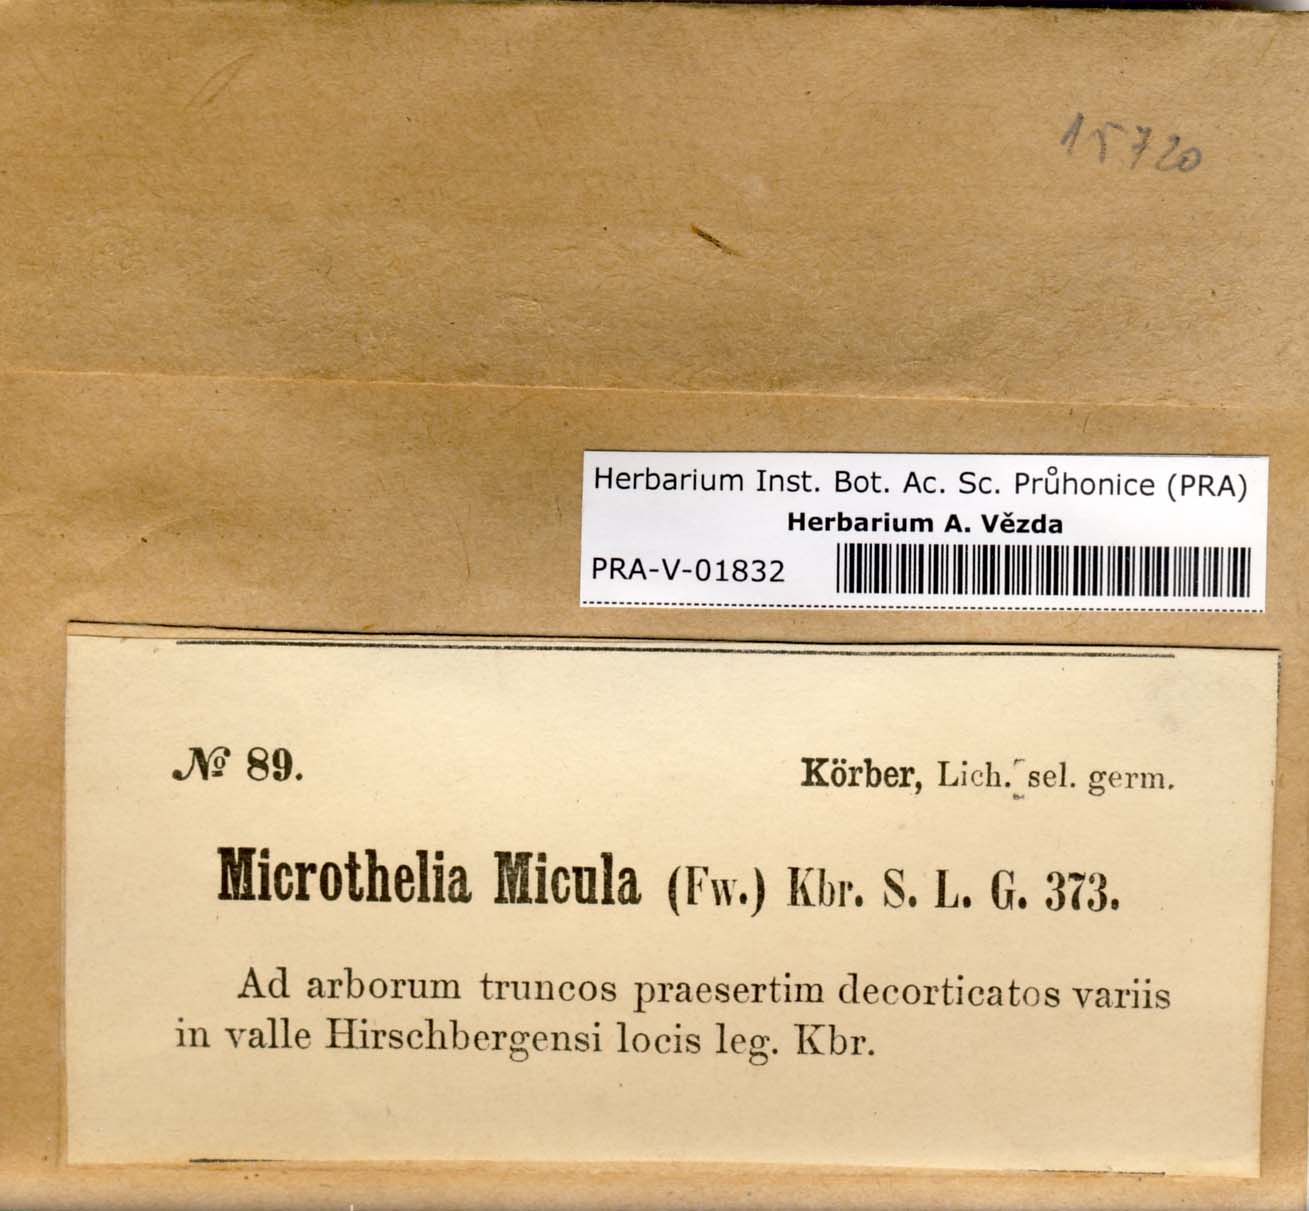 15720
Herbarium Inst. Bot. Ac. Sc. Průhonice (PRA)
Herbarium A. Vězda
PRA-V-01832
№ 89.
Körber, Lich. sel. germ.
Microthelia Micula (Fw.) Kbr. S. L. G. 373.
Ad arborum truncos praesertim decorticatos variis
in valle Hirschbergensi locis leg. Kbr.